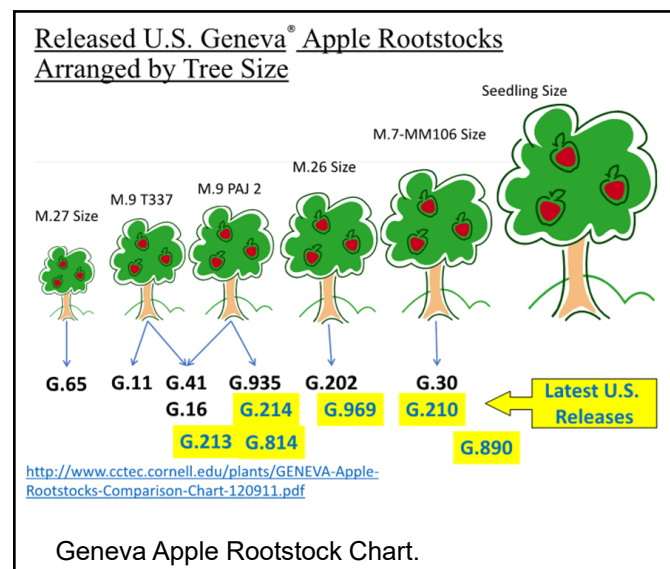 Released U.S. Geneva® Apple Rootstocks
Arranged by Tree Size
Seedling Size
M.7-MM106 Size
M.26 Size
M.9 PAJ 2
M.9 T337
M.27 Size
G.65 G.11 G.41 G.935 G.202 G.30
G.16 G.214 G.969 G.210
G.213 G.814 G.890
Latest U.S.
Releases
http://www.cctec.cornell.edu/plants/GENEVA-Apple-
Rootstocks-Comparison-Chart-120911.pdf
Geneva Apple Rootstock Chart.